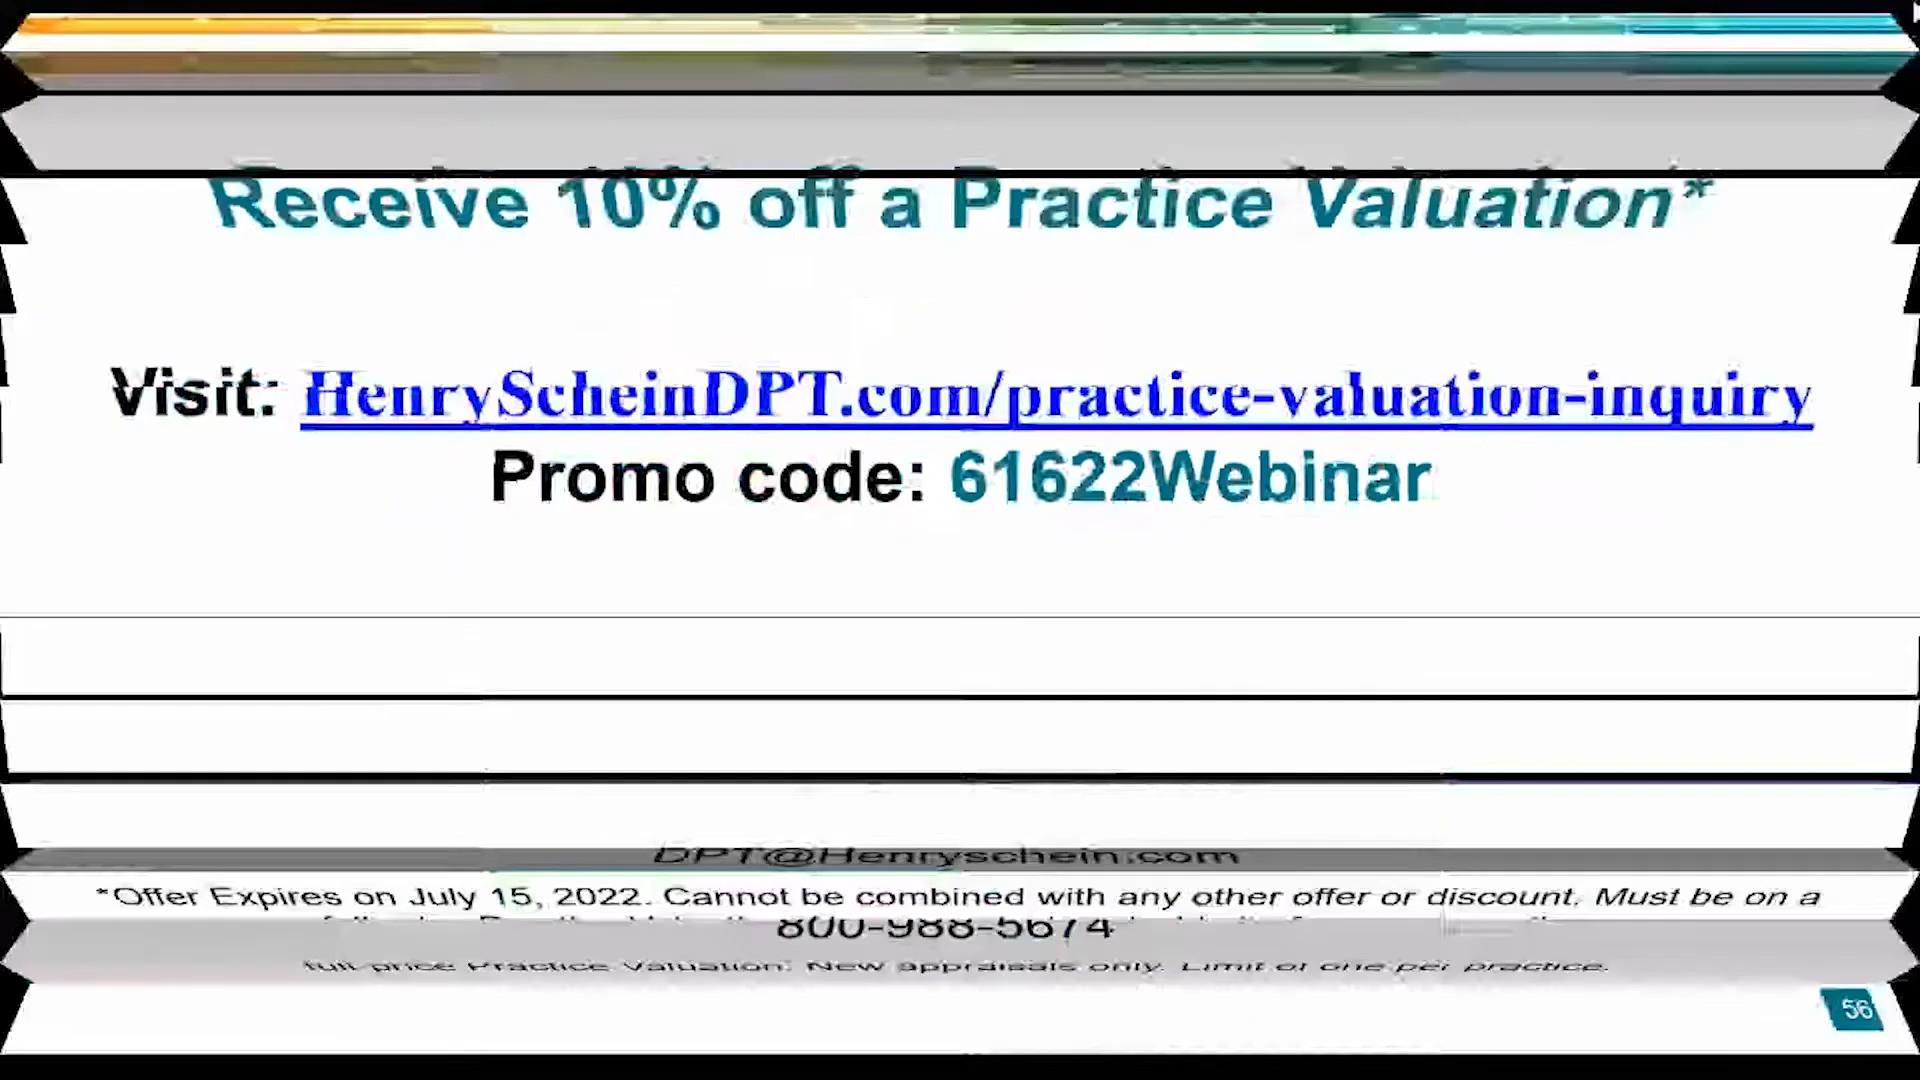 Receive 10% off a Practice Valuation*
Visit: HenryScheinDPT.com/practice-valuation-inquiry
Promo code: 61622Webinar
DPT@Henryschein.com
*Offer Expires on July 15, 2022. Cannot be combined with any other offer or discount. Must be on a
800-988-5674
full-price Practice Valuation. New appraisals only. Limit of one per practice.
56